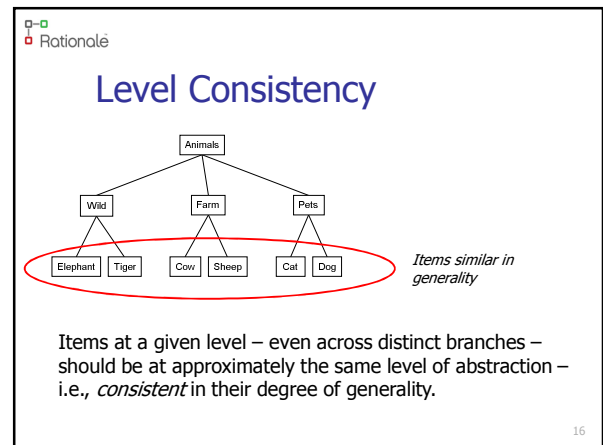 Rationale
Level Consistency
Animals
Wild Farm Pets
Elephant Tiger Cow Sheep Cat Dog
Items similar in
generality
Items at a given level – even across distinct branches –
should be at approximately the same level of abstraction –
i.e., consistent in their degree of generality.
16